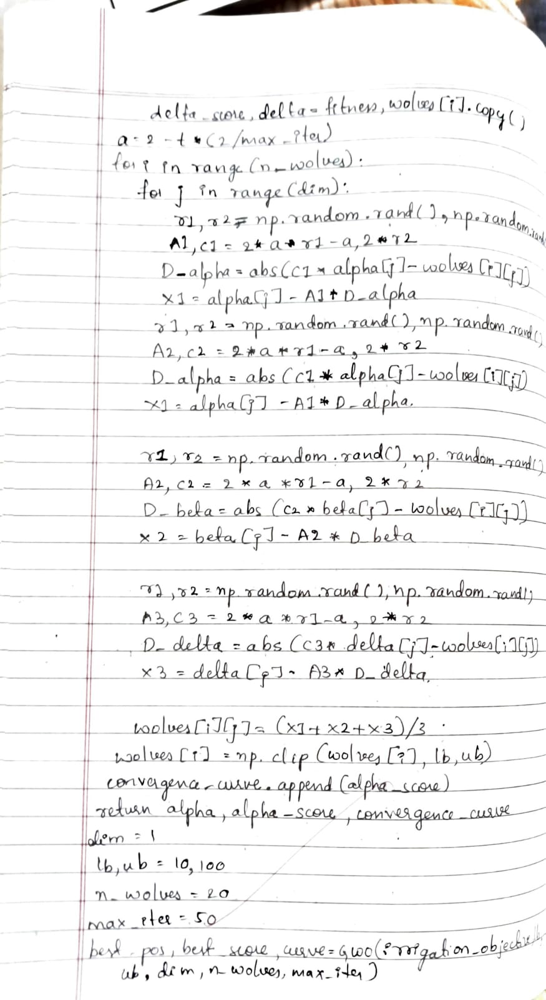 delta_score, delta = fitness, wolves[i].copy()
a = 2 - t * (2/max_iter)
for i in range(n_wolves):
for j in range(dim):
r1, r2 = np.random.rand(), np.random.rand
A1, C1 = 2* a * r1 - a, 2 * r2
D_alpha = abs(C1 * alpha[j] - wolves[i][j])
X1 = alpha[j] - A1 * D_alpha
r1, r2 = np.random.rand(), np.random.rand()
A2, C2 = 2 * a * r1 - a, 2 * r2
D_alpha = abs(C1 * alpha[j] - wolves[i][j])
X1 = alpha[j] - A1 * D_alpha.
r1, r2 = np.random.rand(), np.random.rand()
A2, C2 = 2 * a * r1 - a, 2 * r2
D_beta = abs(C2 * beta[j] - wolves[i][j])
X2 = beta[j] - A2 * D_beta
r1, r2 = np.random.rand(), np.random.rand()
A3, C3 = 2 * a * r1 - a, 2 * r2
D_delta = abs(C3 * delta[j] - wolves[i][j])
X3 = delta[j] - A3 * D_delta.
wolves[i][j] = (X1 + X2 + X3)/3
wolves[i] = np.clip(wolves[i], lb, ub)
convergence_curve.append(alpha_score)
return alpha, alpha_score, convergence_curve
dim = 1
lb, ub = 10, 100
n_wolves = 20
max_iter = 50
best_pos, best_score, curve = GWO(irrigation_objective, lb,
ub, dim, n_wolves, max_iter)